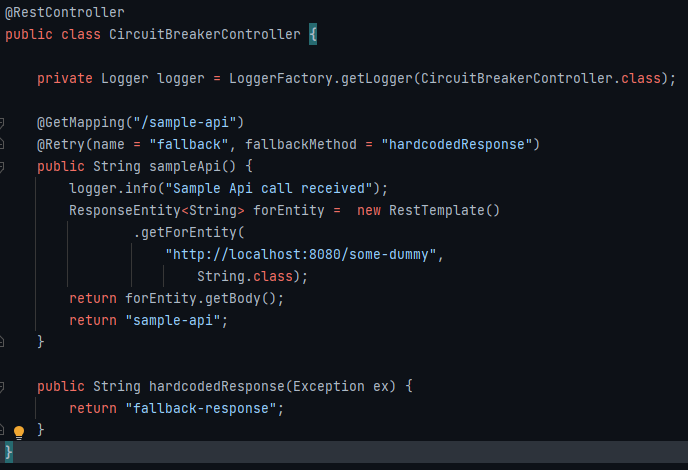 @RestController
public class CircuitBreakerController {
private Logger logger = LoggerFactory.getLogger(CircuitBreakerController.class);
@GetMapping("/sample-api")
@Retry(name = "fallback", fallbackMethod = "hardcodedResponse")
public String sampleApi() {
logger.info("Sample Api call received");
ResponseEntity<String> forEntity =  new RestTemplate()
.getForEntity(
"http://localhost:8080/some-dummy",
String.class);
return forEntity.getBody();
return "sample-api";
}
public String hardcodedResponse(Exception ex) {
return "fallback-response";
}
}